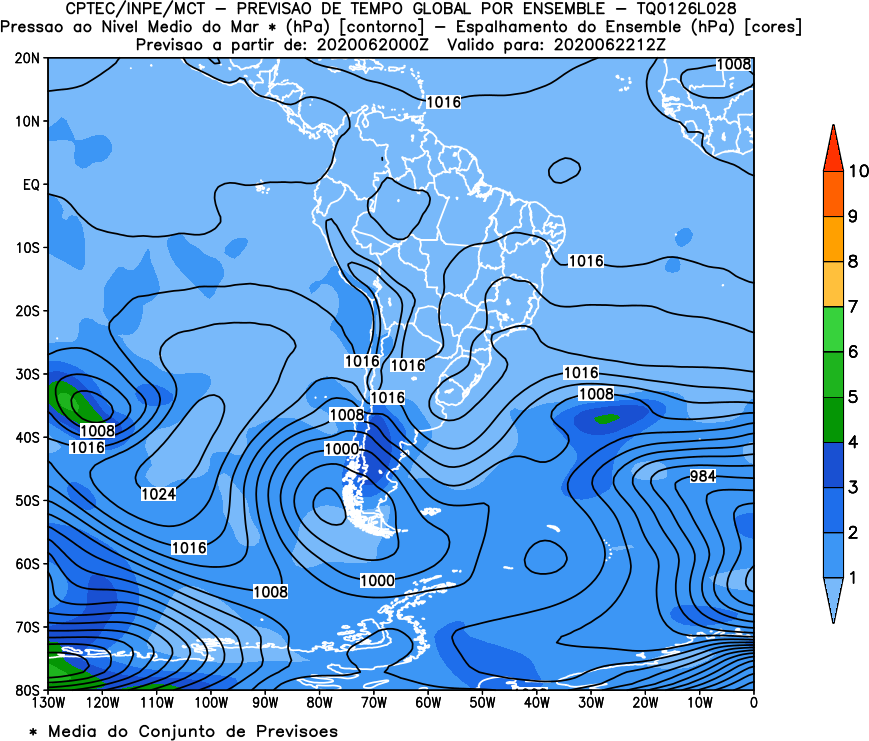 CPTEC/INPE/MCT – PREVISAO DE TEMPO GLOBAL POR ENSEMBLE – TQ0126L028
Pressao ao Nivel Medio do Mar * (hPa) [contorno] – Espalhamento do Ensemble (hPa) [cores]
Previsao a partir de: 2020062000Z Valido para: 2020062212Z
20N
10N
EQ
10S
20S
30S
40S
50S
60S
70S
80S
1008
1016
1016
1016
1016
1016
1016
1008
1008
1008
1016
1000
984
1024
1016
1008
1000
130W 120W 110W 100W 90W 80W 70W 60W 50W 40W 30W 20W 10W 0
10
9
8
7
6
5
4
3
2
1
* Media do Conjunto de Previsoes